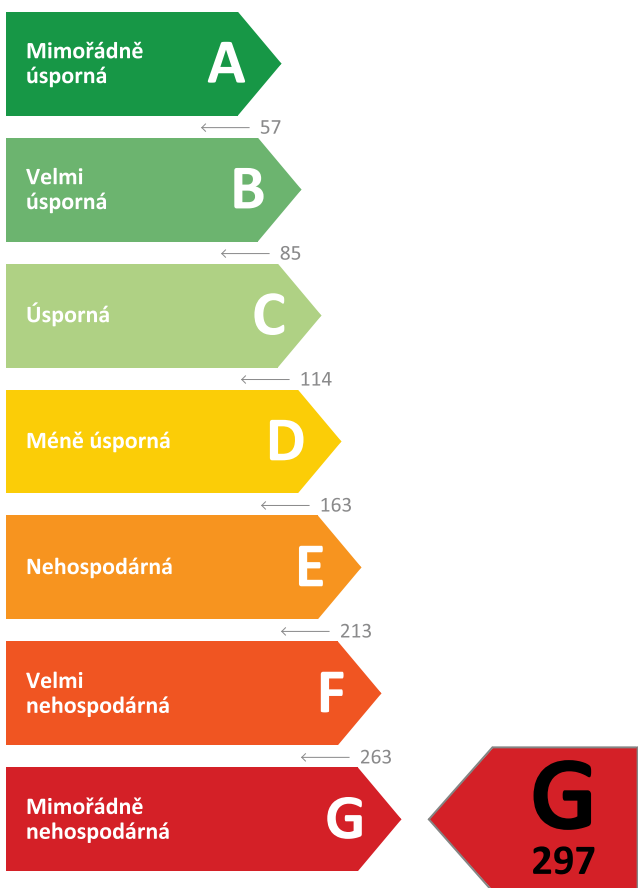 Mimořádně
úsporná
A
57
Velmi
úsporná
B
85
Úsporná
C
114
Méně úsporná
D
163
Nehospodárná
E
213
Velmi
nehospodárná
F
263
Mimořádně
nehospodárná
G
G
297